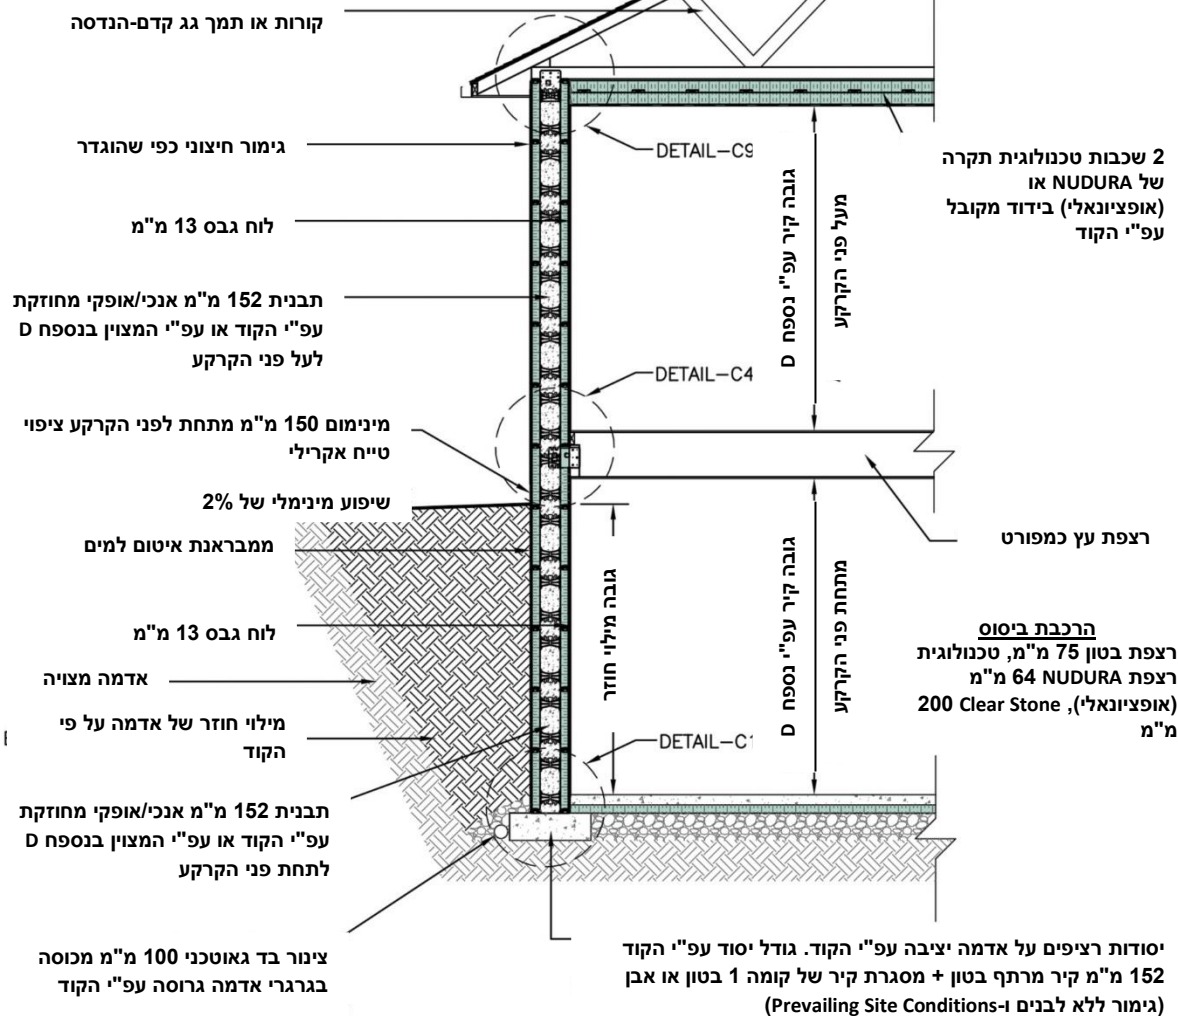 קורות או תמך גג קדם-הנדסה
גימור חיצוני כפי שהוגדר
DETAIL-C9
2 שכבות טכנולוגית תקרה
של NUDURA או
(אופציונאלי) בידוד מקובל
עפ"י הקוד
לוח גבס 13 מ"מ
גובה קיר עפ"י נספח D
מעל פני הקרקע
תבנית 152 מ"מ אנכי/אופקי מחוזקת
עפ"י הקוד או עפ"י המצוין בנספח D
לעל פני הקרקע
DETAIL-C4
מינימום 150 מ"מ מתחת לפני הקרקע ציפוי
טייח אקרילי
שיפוע מינימלי של 2%
ממבראנת איטום למים
רצפת עץ כמפורט
גובה מילוי חוזר
גובה קיר עפ"י נספח D
מתחת פני הקרקע
לוח גבס 13 מ"מ
הרכבת ביסוס
רצפת בטון 75 מ"מ, טכנולוגית
רצפת NUDURA 64 מ"מ
(אופציונאלי), Clear Stone 200
מ"מ
אדמה מצויה
מילוי חוזר של אדמה על פי
הקוד
DETAIL-C1
תבנית 152 מ"מ אנכי/אופקי מחוזקת
עפ"י הקוד או עפ"י המצוין בנספח D
לתחת פני הקרקע
צינור בד גאוטכני 100 מ"מ מכוסה
בגרגרי אדמה גרוסה עפ"י הקוד
יסודות רציפים על אדמה יציבה עפ"י הקוד. גודל יסוד עפ"י הקוד
152 מ"מ קיר מרתף בטון + מסגרת קיר של קומה 1 בטון או אבן
(גימור ללא לבנים ו-Prevailing Site Conditions)